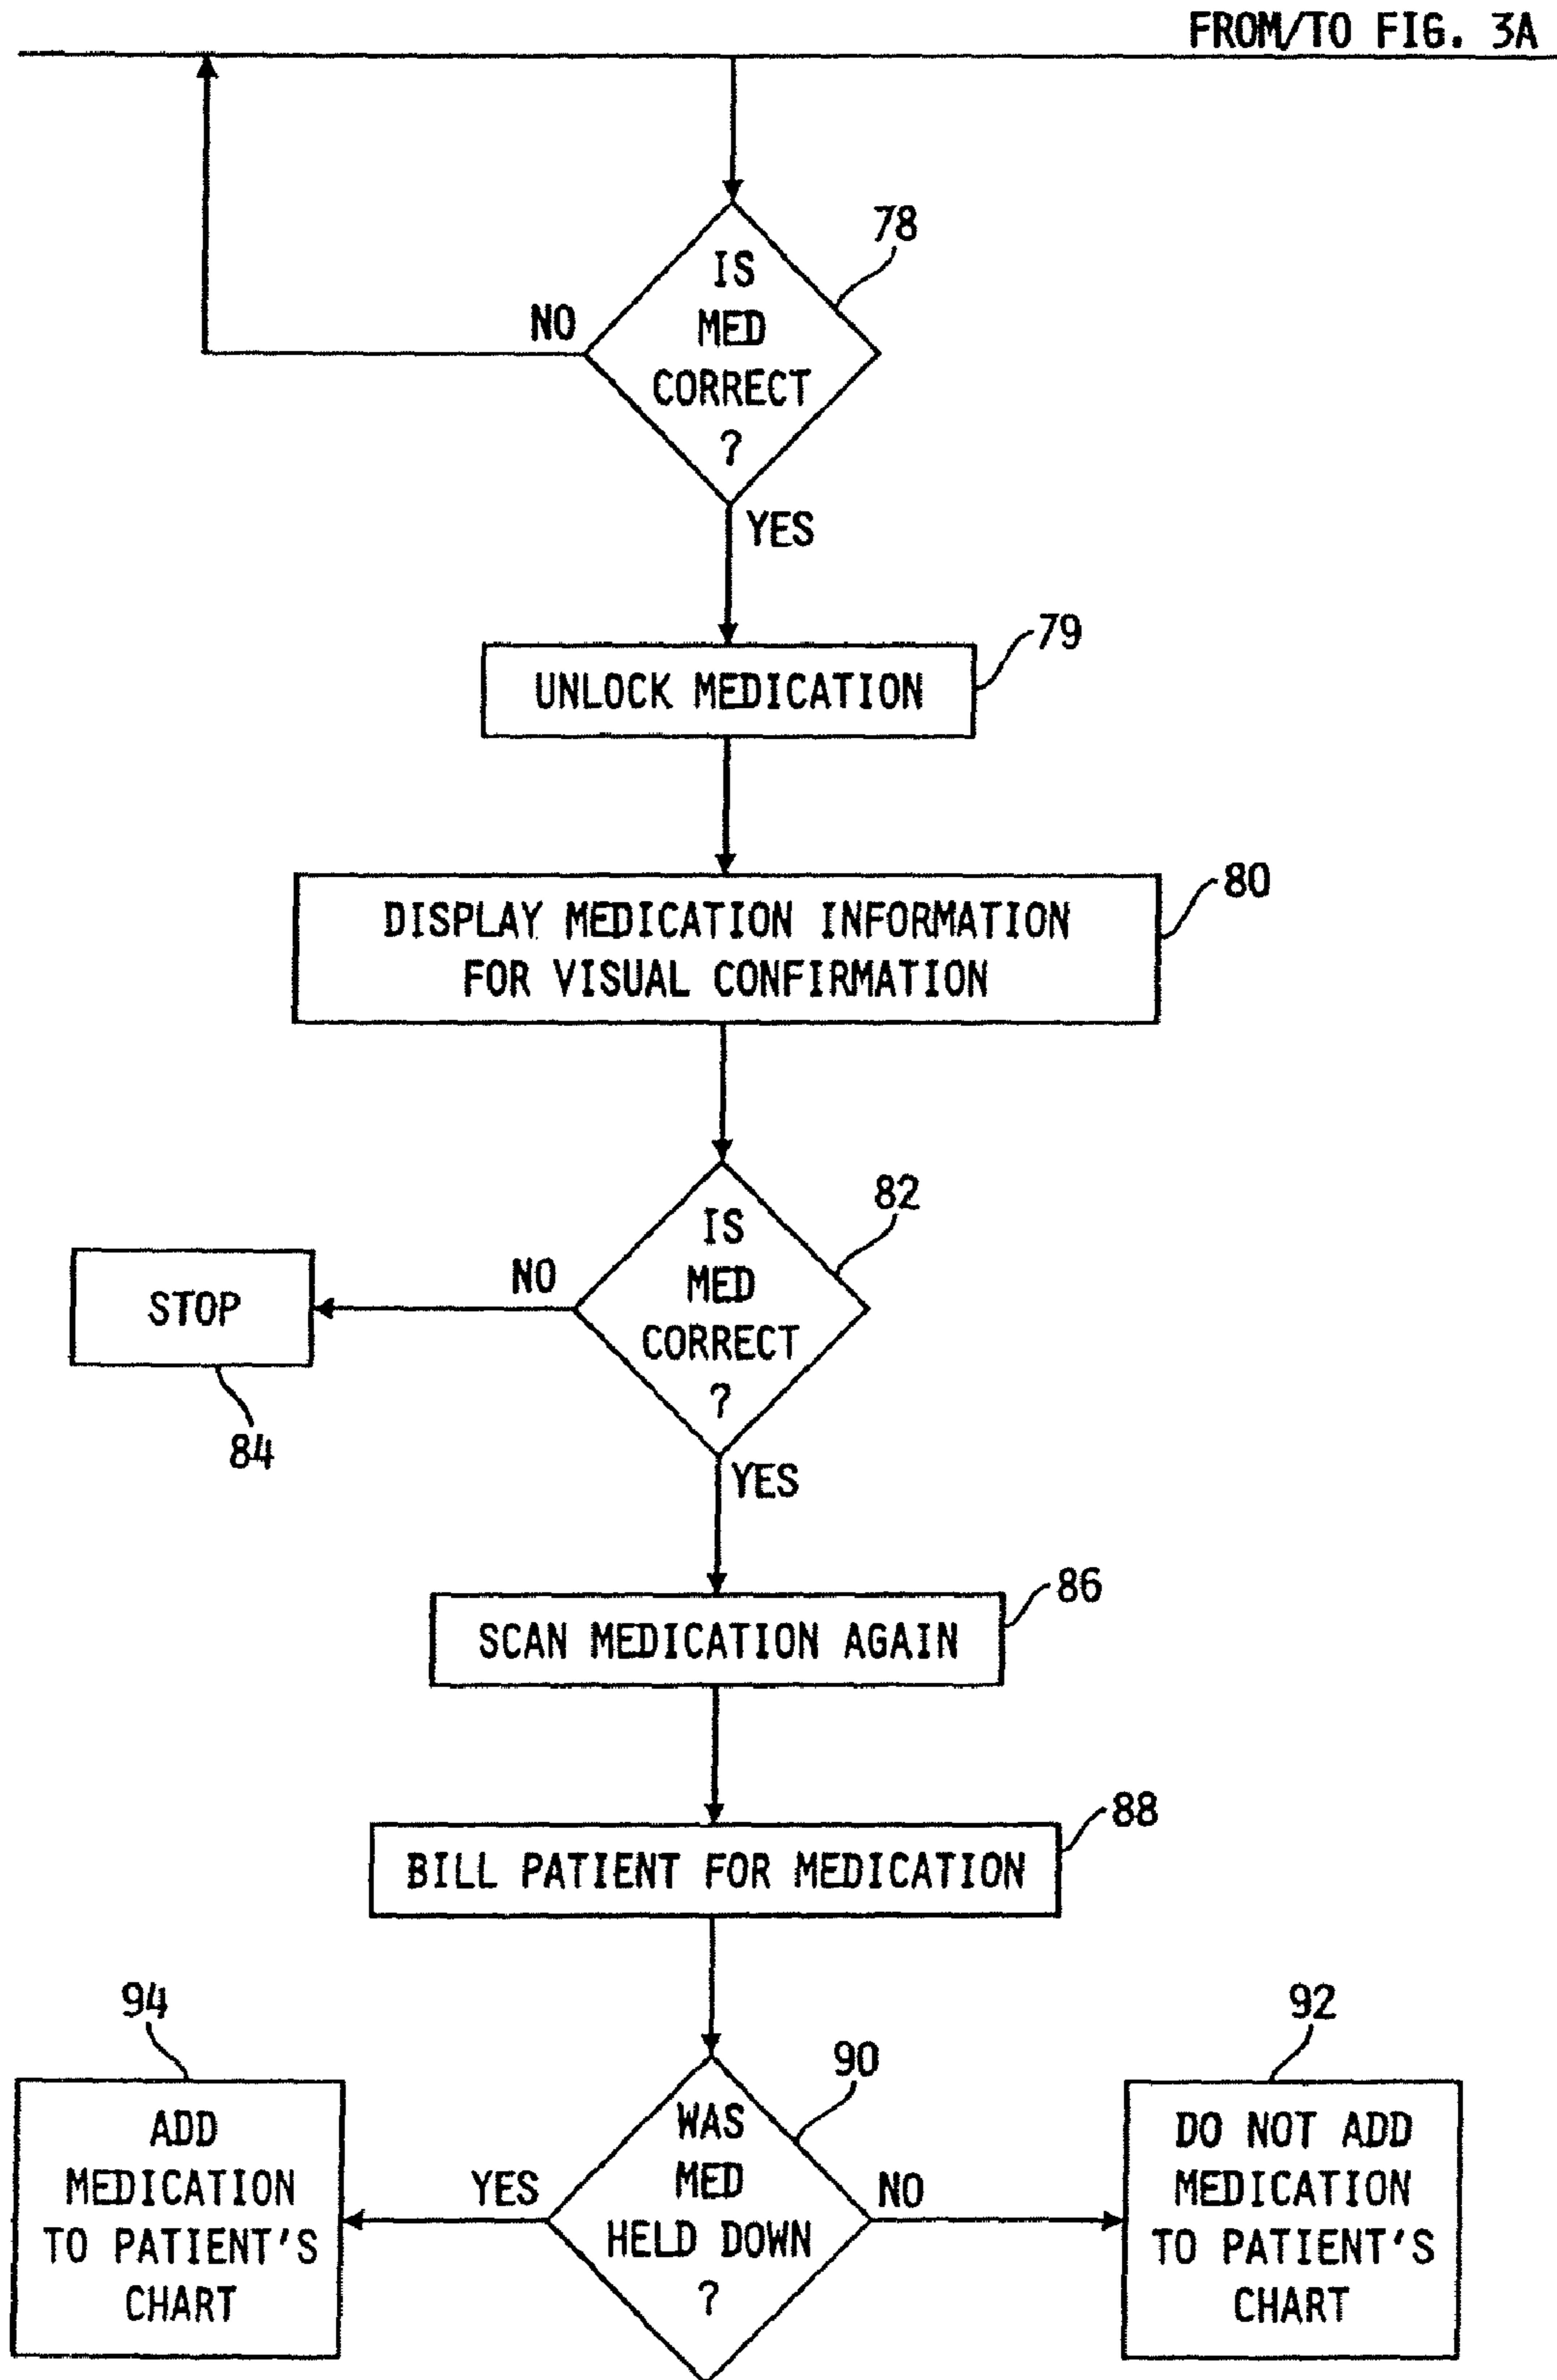 FROM/TO FIG. 3A
78
IS
MED
CORRECT
?
NO
YES
79
UNLOCK MEDICATION
80
DISPLAY MEDICATION INFORMATION
FOR VISUAL CONFIRMATION
82
IS
MED
CORRECT
?
NO
STOP
84
YES
86
SCAN MEDICATION AGAIN
88
BILL PATIENT FOR MEDICATION
94
90
92
WAS
MED
HELD DOWN
?
YES
NO
ADD
MEDICATION
TO PATIENT'S
CHART
DO NOT ADD
MEDICATION
TO PATIENT'S
CHART